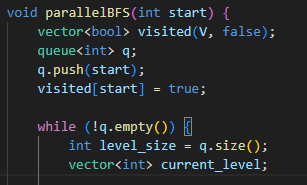 void parallelBFS(int start) {
    vector<bool> visited(V, false);
    queue<int> q;
    q.push(start);
    visited[start] = true;

    while (!q.empty()) {
        int level_size = q.size();
        vector<int> current_level;